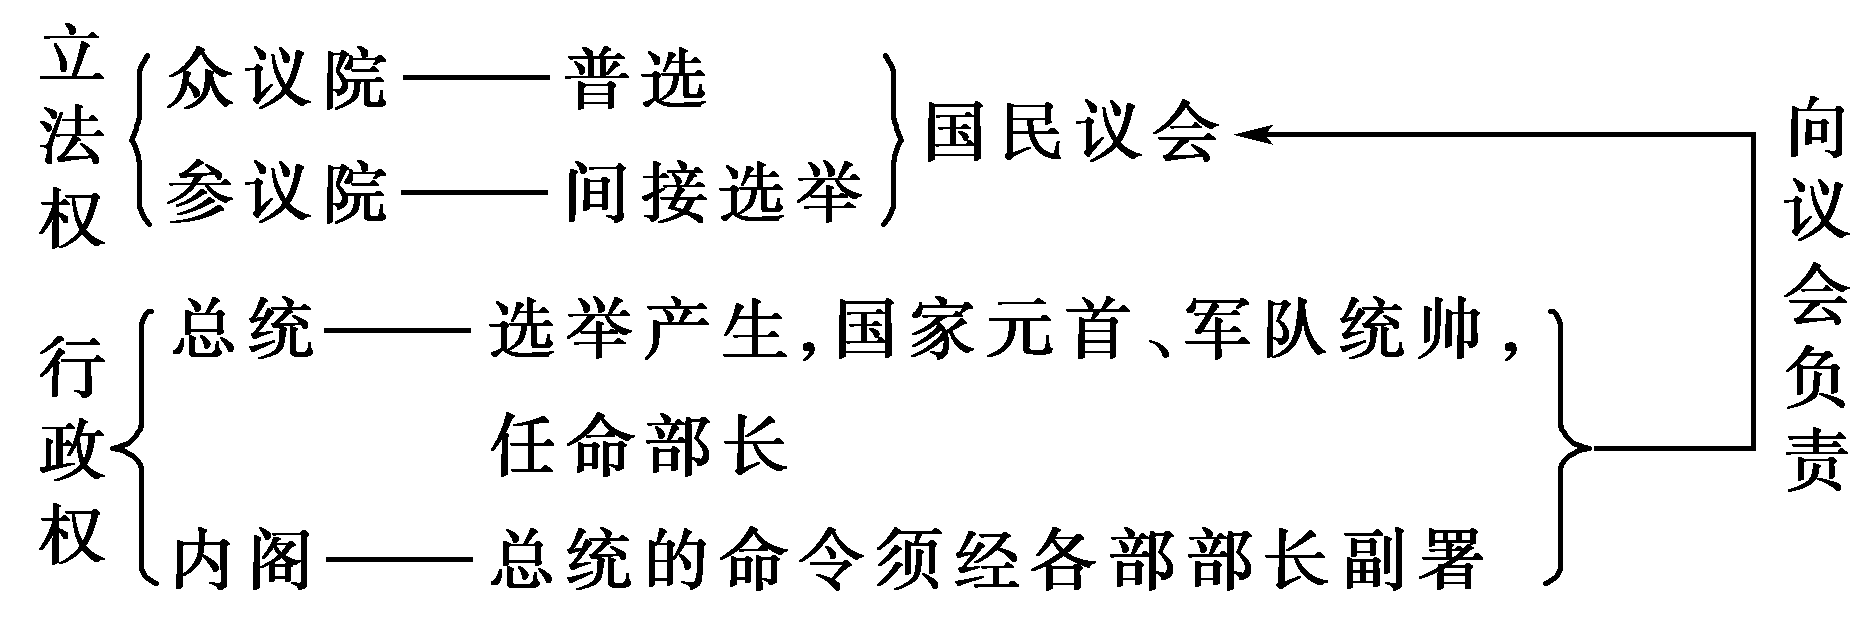 立法权
众议院——普选
参议院——间接选举
国民议会
行政权
总统——选举产生,国家元首、军队统帅,
任命部长
内阁——总统的命令须经各部部长副署
向议会负责